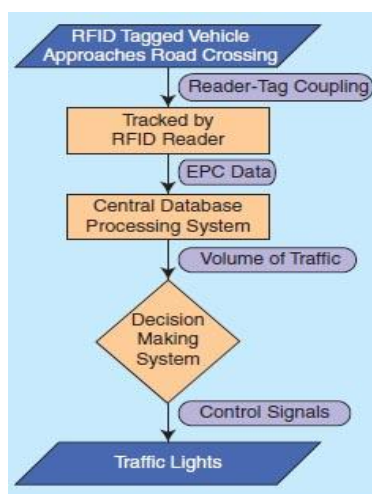 RFID Tagged Vehicle
Approaches Road Crossing
Reader-Tag Coupling
Tracked by
RFID Reader
EPC Data
Central Database
Processing System
Volume of Traffic
Decision
Making
System
Control Signals
Traffic Lights